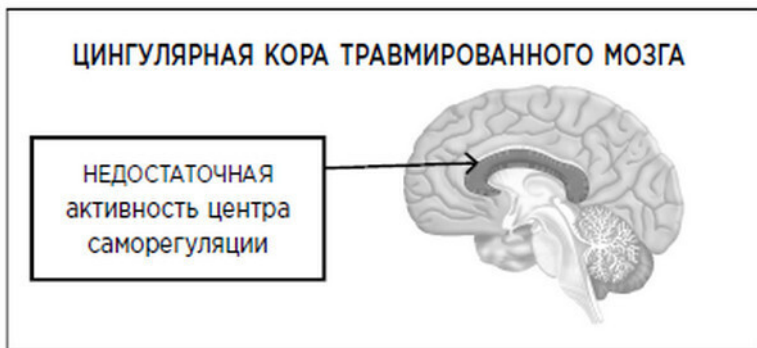 ЦИНГУЛЯРНАЯ КОРА ТРАВМИРОВАННОГО МОЗГА
НЕДОСТАТОЧНАЯ
активность центра
саморегуляции